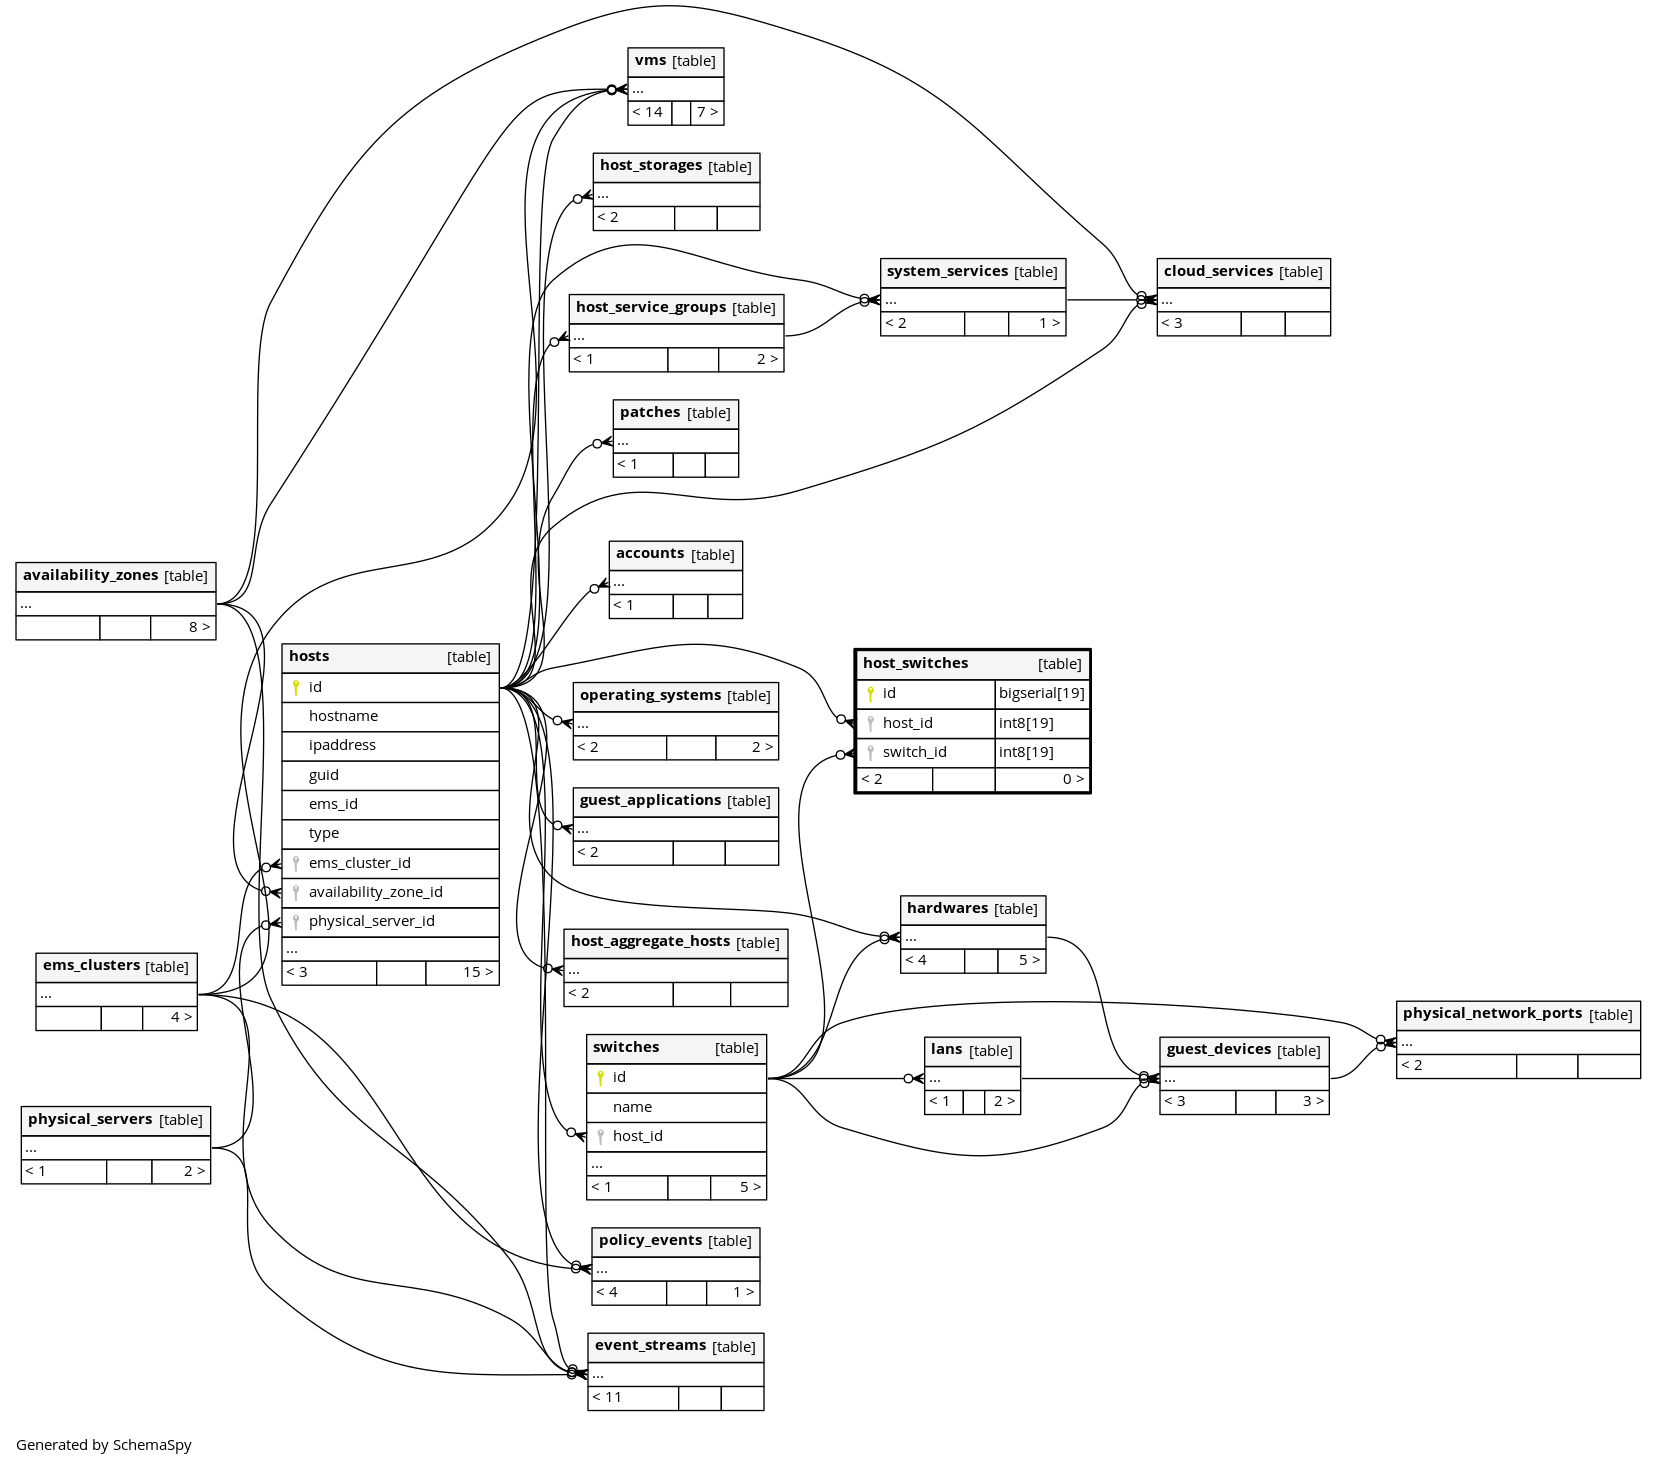 vms [table]
...
< 14 7 >
host_storages [table]
...
< 2
system_services [table]
...
< 2 1 >
cloud_services [table]
...
< 3
host_service_groups [table]
...
< 1 2 >
patches [table]
...
< 1
accounts [table]
...
< 1
availability_zones [table]
...
8 >
hosts [table]
id
hostname
ipaddress
guid
ems_id
type
ems_cluster_id
availability_zone_id
physical_server_id
...
< 3 15 >
host_switches [table]
id bigserial[19]
host_id int8[19]
switch_id int8[19]
< 2 0 >
operating_systems [table]
...
< 2 2 >
guest_applications [table]
...
< 2
hardwares [table]
...
< 4 5 >
host_aggregate_hosts [table]
...
< 2
ems_clusters [table]
...
4 >
physical_network_ports [table]
...
< 2
switches [table]
id
name
host_id
...
< 1 5 >
lans [table]
...
< 1 2 >
guest_devices [table]
...
< 3 3 >
physical_servers [table]
...
< 1 2 >
policy_events [table]
...
< 4 1 >
event_streams [table]
...
< 11
Generated by SchemaSpy